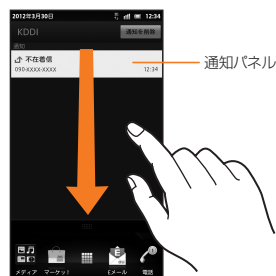 2012年3月30日 12:34
KDDI 通知を削除
通知
不在着信
090-XXXX-XXXX 12:34
通知パネル
メディア マーケット Eメール 電話